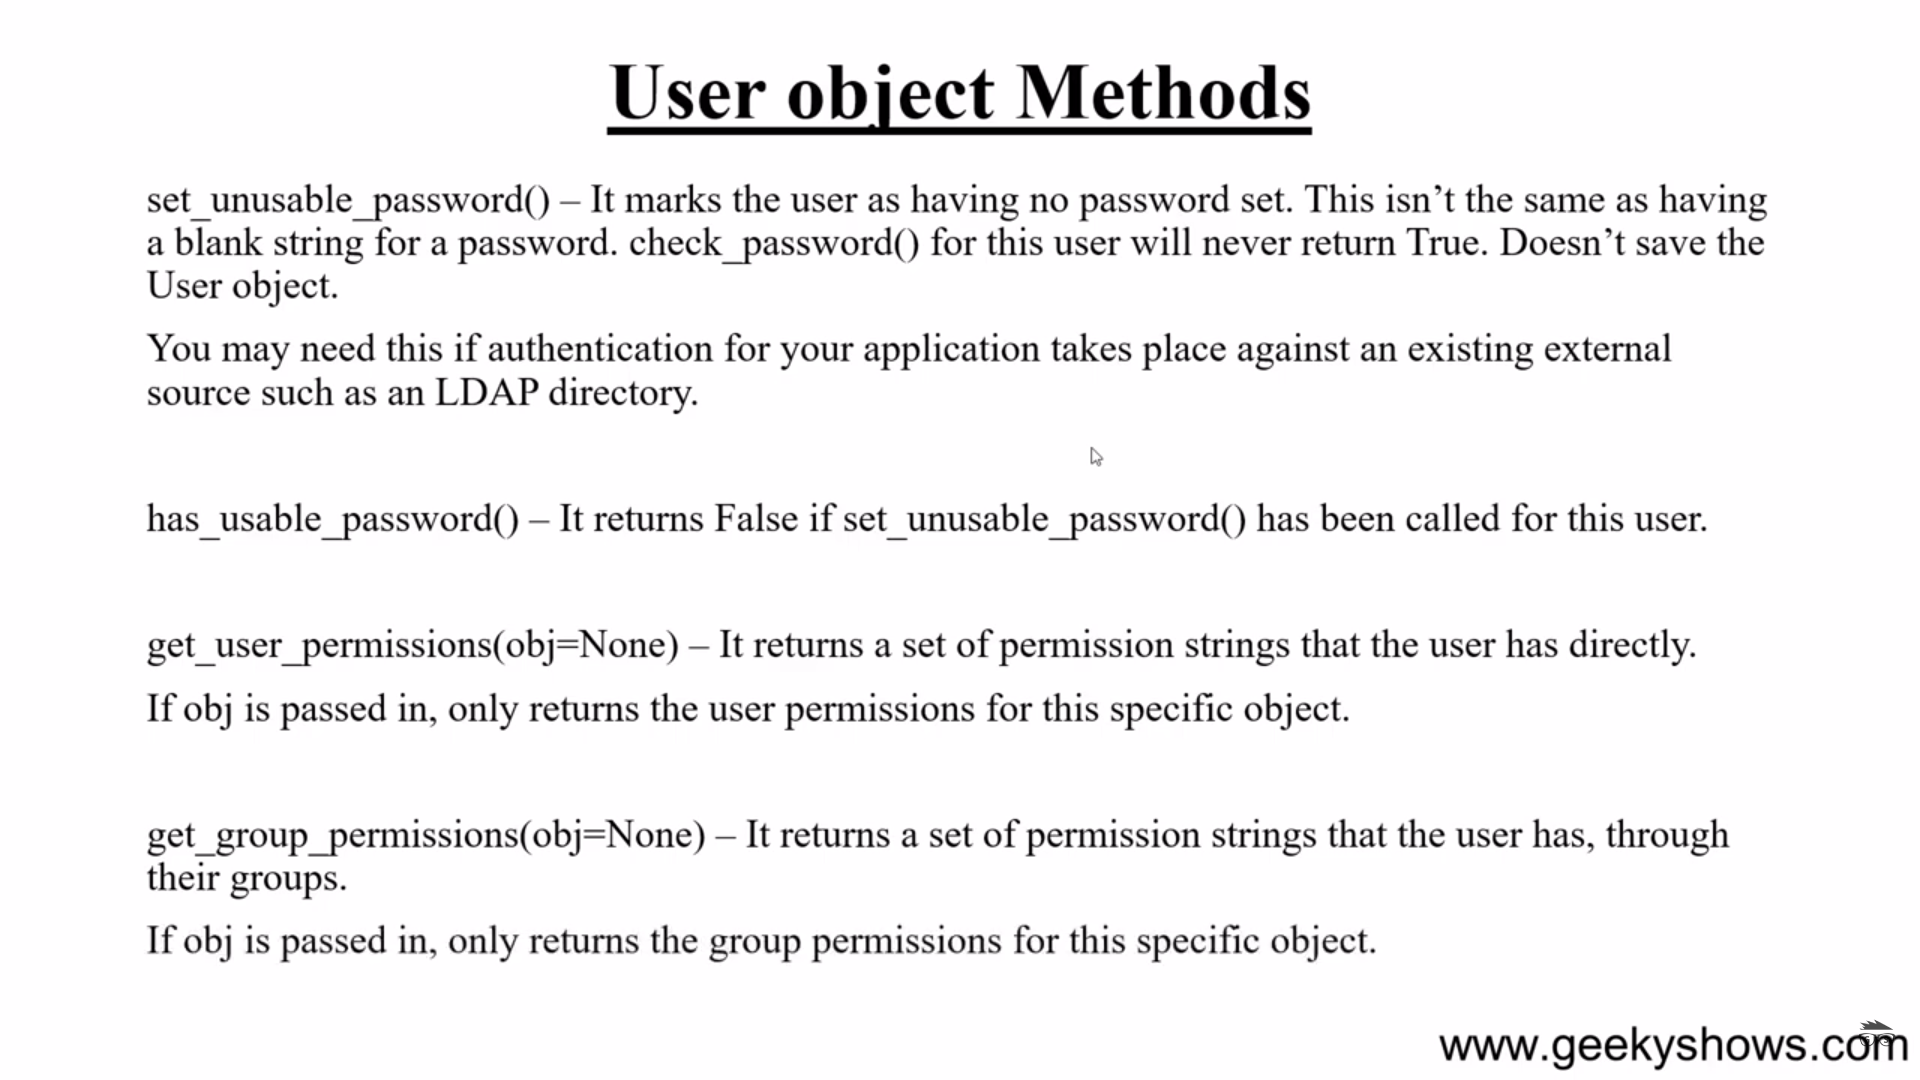 User object Methods
set_unusable_password() – It marks the user as having no password set. This isn’t the same as having
a blank string for a password. check_password() for this user will never return True. Doesn’t save the
User object.
You may need this if authentication for your application takes place against an existing external
source such as an LDAP directory.
has_usable_password() – It returns False if set_unusable_password() has been called for this user.
get_user_permissions(obj=None) – It returns a set of permission strings that the user has directly.
If obj is passed in, only returns the user permissions for this specific object.
get_group_permissions(obj=None) – It returns a set of permission strings that the user has, through
their groups.
If obj is passed in, only returns the group permissions for this specific object.
www.geekyshows.com